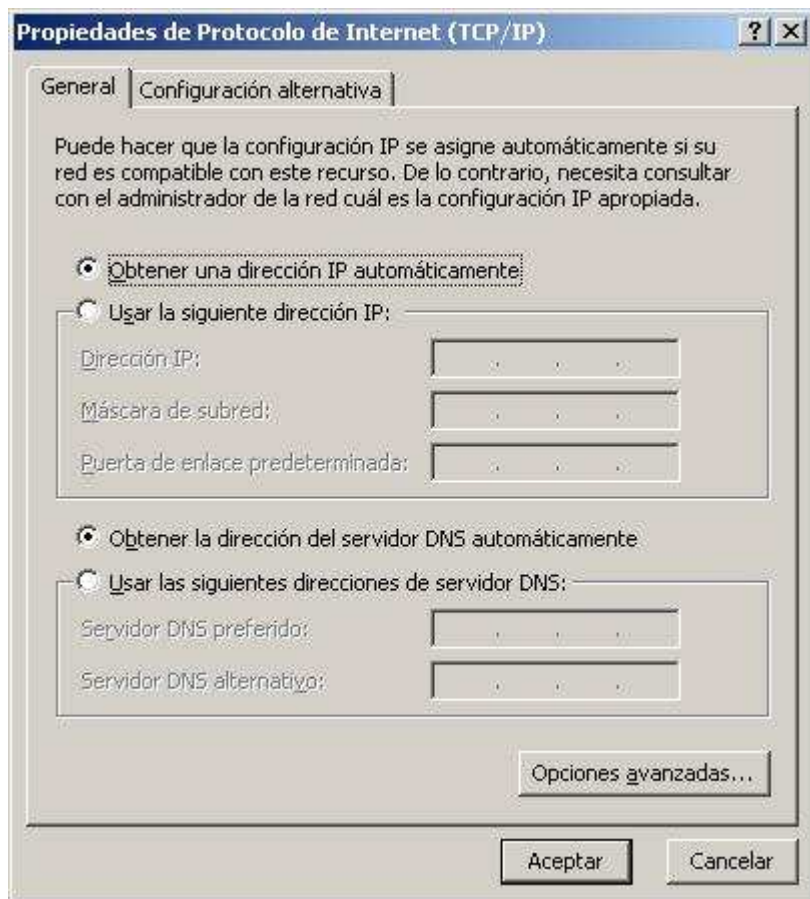 Propiedades de Protocolo de Internet (TCP/IP)
General
Configuración alternativa
Puede hacer que la configuración IP se asigne automáticamente si su
red es compatible con este recurso. De lo contrario, necesita consultar
con el administrador de la red cuál es la configuración IP apropiada.
Obtener una dirección IP automáticamente
Usar la siguiente dirección IP:
Dirección IP:
Máscara de subred:
Puerta de enlace predeterminada:
Obtener la dirección del servidor DNS automáticamente
Usar las siguientes direcciones de servidor DNS:
Servidor DNS preferido:
Servidor DNS alternativo:
Opciones avanzadas...
Aceptar
Cancelar